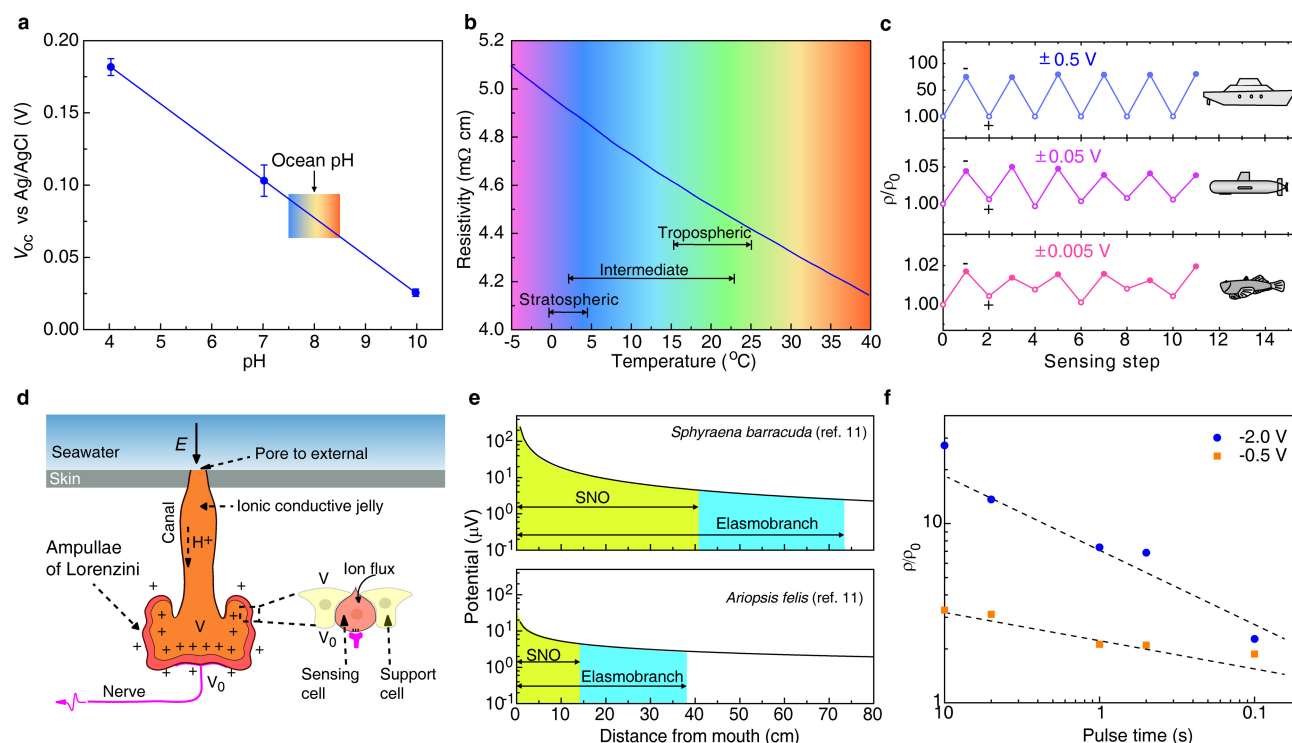 a
0.20
0.15
0.10
0.05
0.00
V_oc vs Ag/AgCl (V)
Ocean pH
4 5 6 7 8 9 10
pH
b
5.2
5.0
4.8
4.6
4.4
4.2
4.0
Resistivity (mΩ cm)
Tropospheric
Intermediate
Stratospheric
-5 0 5 10 15 20 25 30 35 40
Temperature (°C)
c
100
50
1.00
± 0.5 V
-
+
1.05
1.00
± 0.05 V
-
+
1.02
1.00
± 0.005 V
-
+
ρ/ρ0
0 2 4 6 8 10 12 14
Sensing step
d
Seawater
E
Pore to external
Skin
Canal
Ionic conductive jelly
H+
Ampullae
of Lorenzini
V
+ + + + +
V0
Nerve
Ion flux
V
V0
Sensing
cell
Support
cell
e
Potential (µV)
10²
10¹
10⁰
10⁻¹
Sphyraena barracuda (ref. 11)
SNO
Elasmobranch
10²
10¹
10⁰
10⁻¹
Ariopsis felis (ref. 11)
SNO
Elasmobranch
0 10 20 30 40 50 60 70 80
Distance from mouth (cm)
f
-2.0 V
-0.5 V
10
1
ρ/ρ0
10 1 0.1
Pulse time (s)